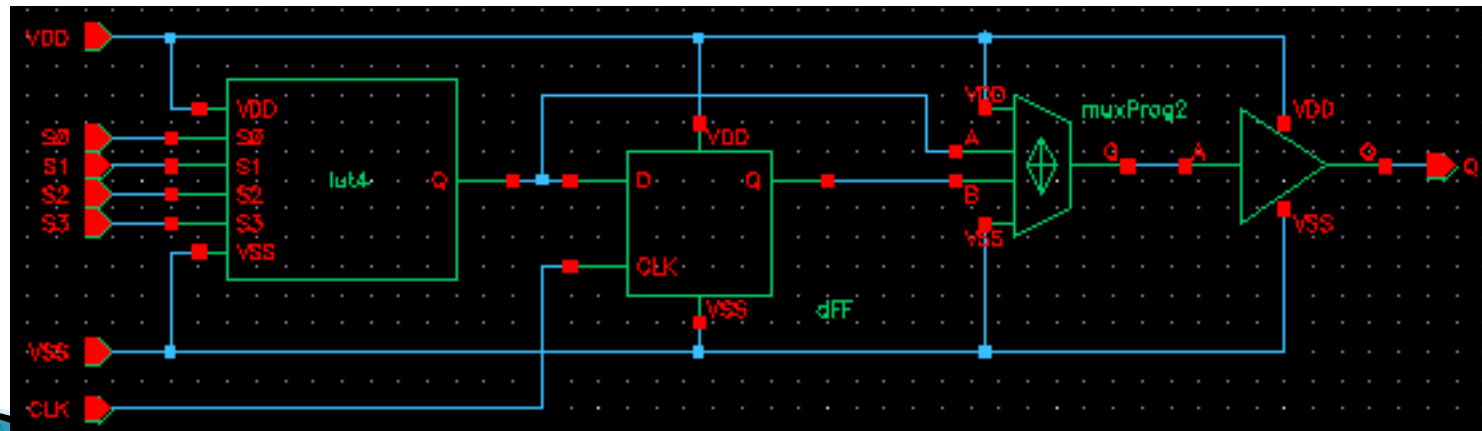 VDD
VDD
S0
S0
S1
S1
S2
S2
S3
S3
VSS
lut4
Q
VSS
CLK
VDD
D
Q
CLK
VSS
dFF
VDD
A
B
VSS
muxProg2
Q
A
VDD
VSS
Q
Q